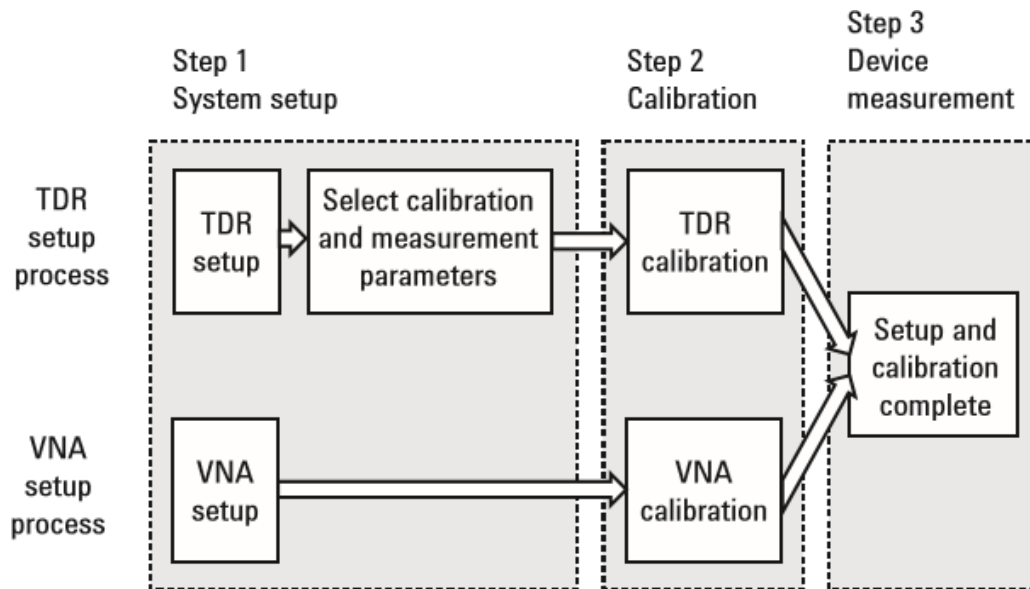 Step 1
System setup
Step 2
Calibration
Step 3
Device
measurement
TDR
setup
process
TDR
setup
Select calibration
and measurement
parameters
TDR
calibration
Setup and
calibration
complete
VNA
setup
process
VNA
setup
VNA
calibration